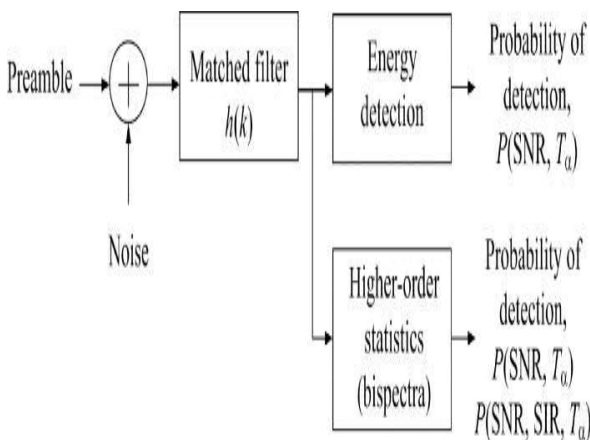 Preamble
+
Noise
Matched filter
h(k)
Energy
detection
Probability of
detection,
P(SNR, Tα)
Higher-order
statistics
(bispectra)
Probability of
detection,
P(SNR, Tα)
P(SNR, SIR, Tα)